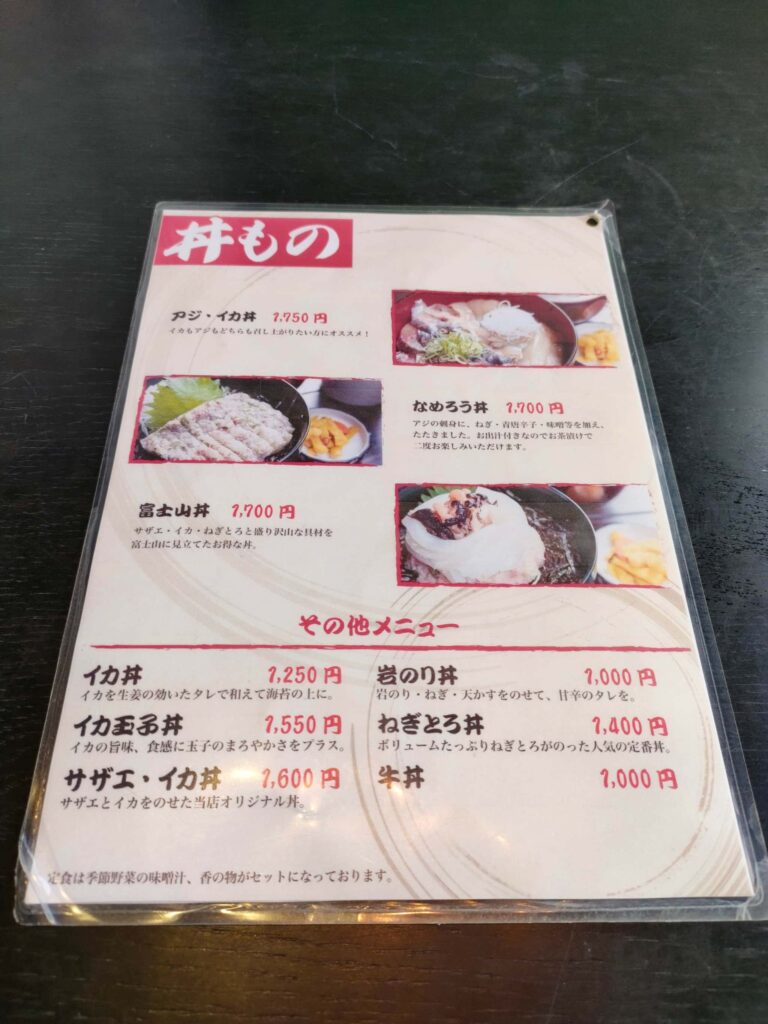 丼もの
アジ・イカ丼 1,750円
イカもアジもどちらも召し上がりたい方にオススメ！
なめろう丼 1,700円
アジの刺身に、ねぎ・青唐辛子・味噌等を加え、
たたきました。お出汁付きなのでお茶漬けで
二度お楽しみいただけます。
富士山丼 1,700円
サザエ・イカ・ねぎとろと盛り沢山な具材を
富士山に見立てたお得な丼。
その他メニュー
イカ丼 1,250円
イカを生姜の効いたタレで和えて海苔の上に。
イカ玉子丼 1,550円
イカの旨味、食感に玉子のまろやかさをプラス。
サザエ・イカ丼 1,600円
サザエとイカをのせた当店オリジナル丼。
岩のり丼 1,000円
岩のり・ねぎ・天かすをのせて、甘辛のタレを。
ねぎとろ丼 1,400円
ボリュームたっぷりねぎとろがのった人気の定番丼。
牛丼 1,000円
定食は季節野菜の味噌汁、香の物がセットになっております。